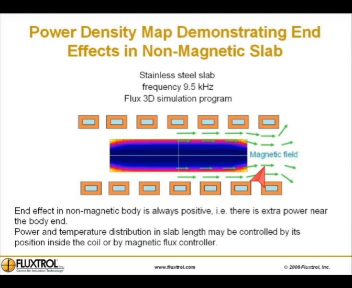 Power Density Map Demonstrating End
Effects in Non-Magnetic Slab
Stainless steel slab
frequency 9.5 kHz
Flux 3D simulation program
Magnetic field
End effect in non-magnetic body is always positive, i.e. there is extra power near
the body end.
Power and temperature distribution in slab length may be controlled by its
position inside the coil or by magnetic flux controller.
FLUXTROL
www.fluxtrol.com
Fluxtrol, Inc.